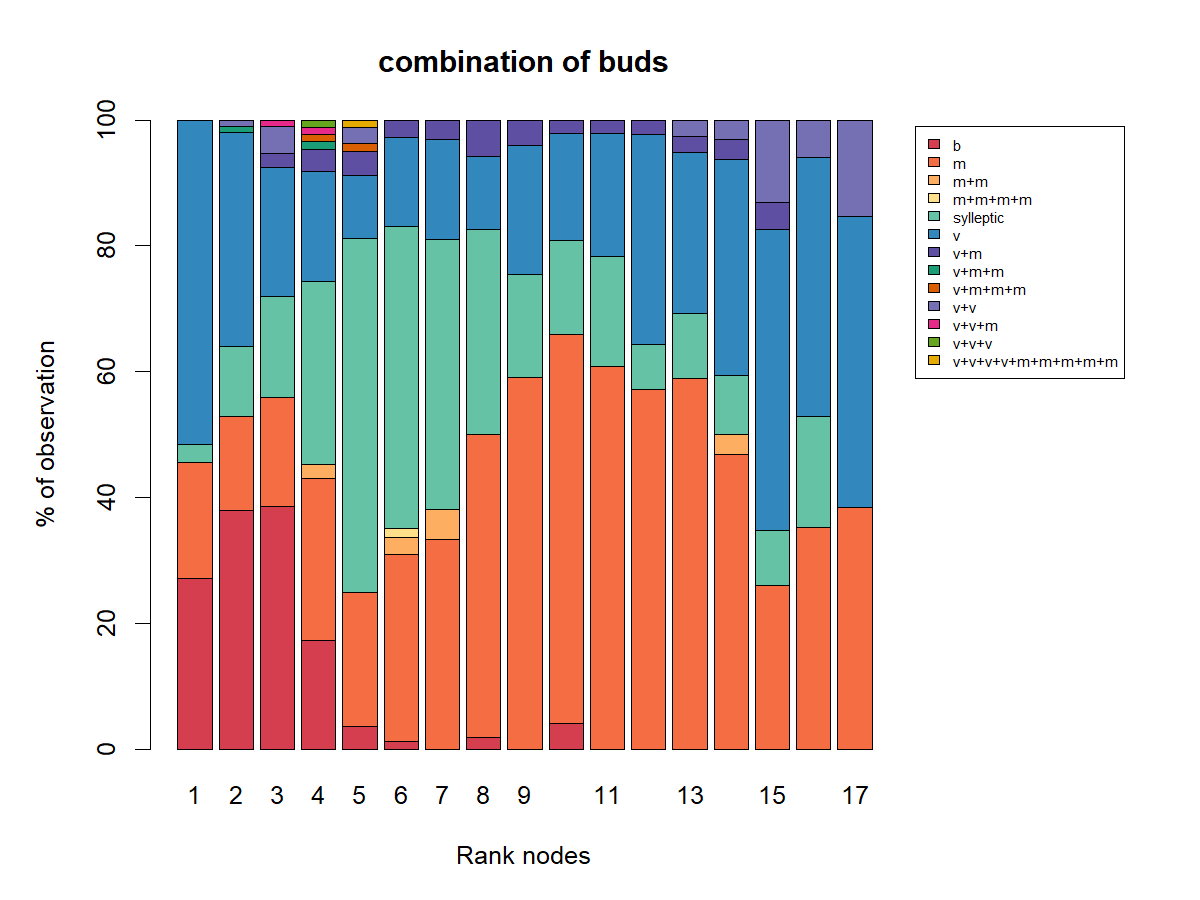 combination of buds
% of observation
0
20
40
60
80
100
1 2 3 4 5 6 7 8 9 11 13 15 17
Rank nodes
b
m
m+m
m+m+m+m
sylleptic
v
v+m
v+m+m
v+m+m+m
v+v
v+v+m
v+v+v
v+v+v+v+m+m+m+m+m